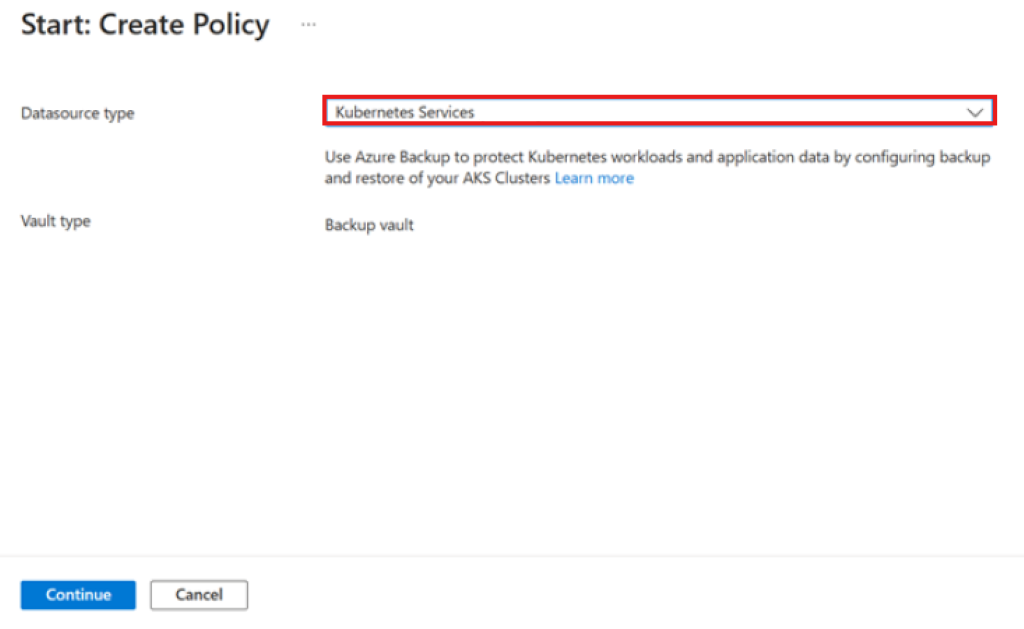 Start: Create Policy ...
Datasource type
Kubernetes Services
Use Azure Backup to protect Kubernetes workloads and application data by configuring backup
and restore of your AKS Clusters Learn more
Vault type
Backup vault
Continue
Cancel